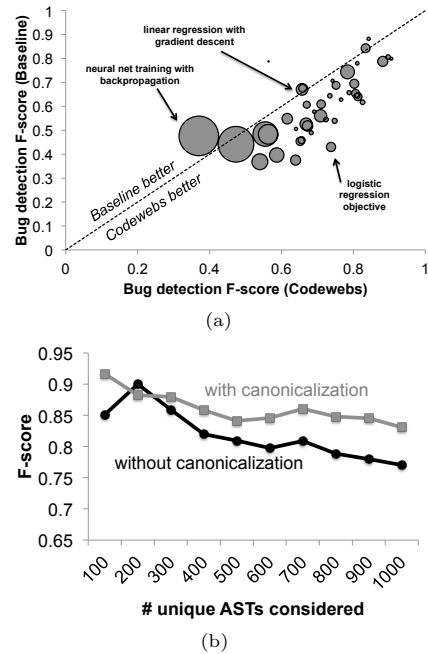 linear regression with
gradient descent
neural net training with
backpropagation
Bug detection F-score (Baseline)
1
0.9
0.8
0.7
0.6
0.5
0.4
0.3
0.2
0.1
0
Baseline better
Codewebs better
logistic
regression
objective
0 0.2 0.4 0.6 0.8 1
Bug detection F-score (Codewebs)
(a)
F-score
0.95
0.9
0.85
0.8
0.75
0.7
0.65
with canonicalization
without canonicalization
100 200 300 400 500 600 700 800 900 1000
# unique ASTs considered
(b)